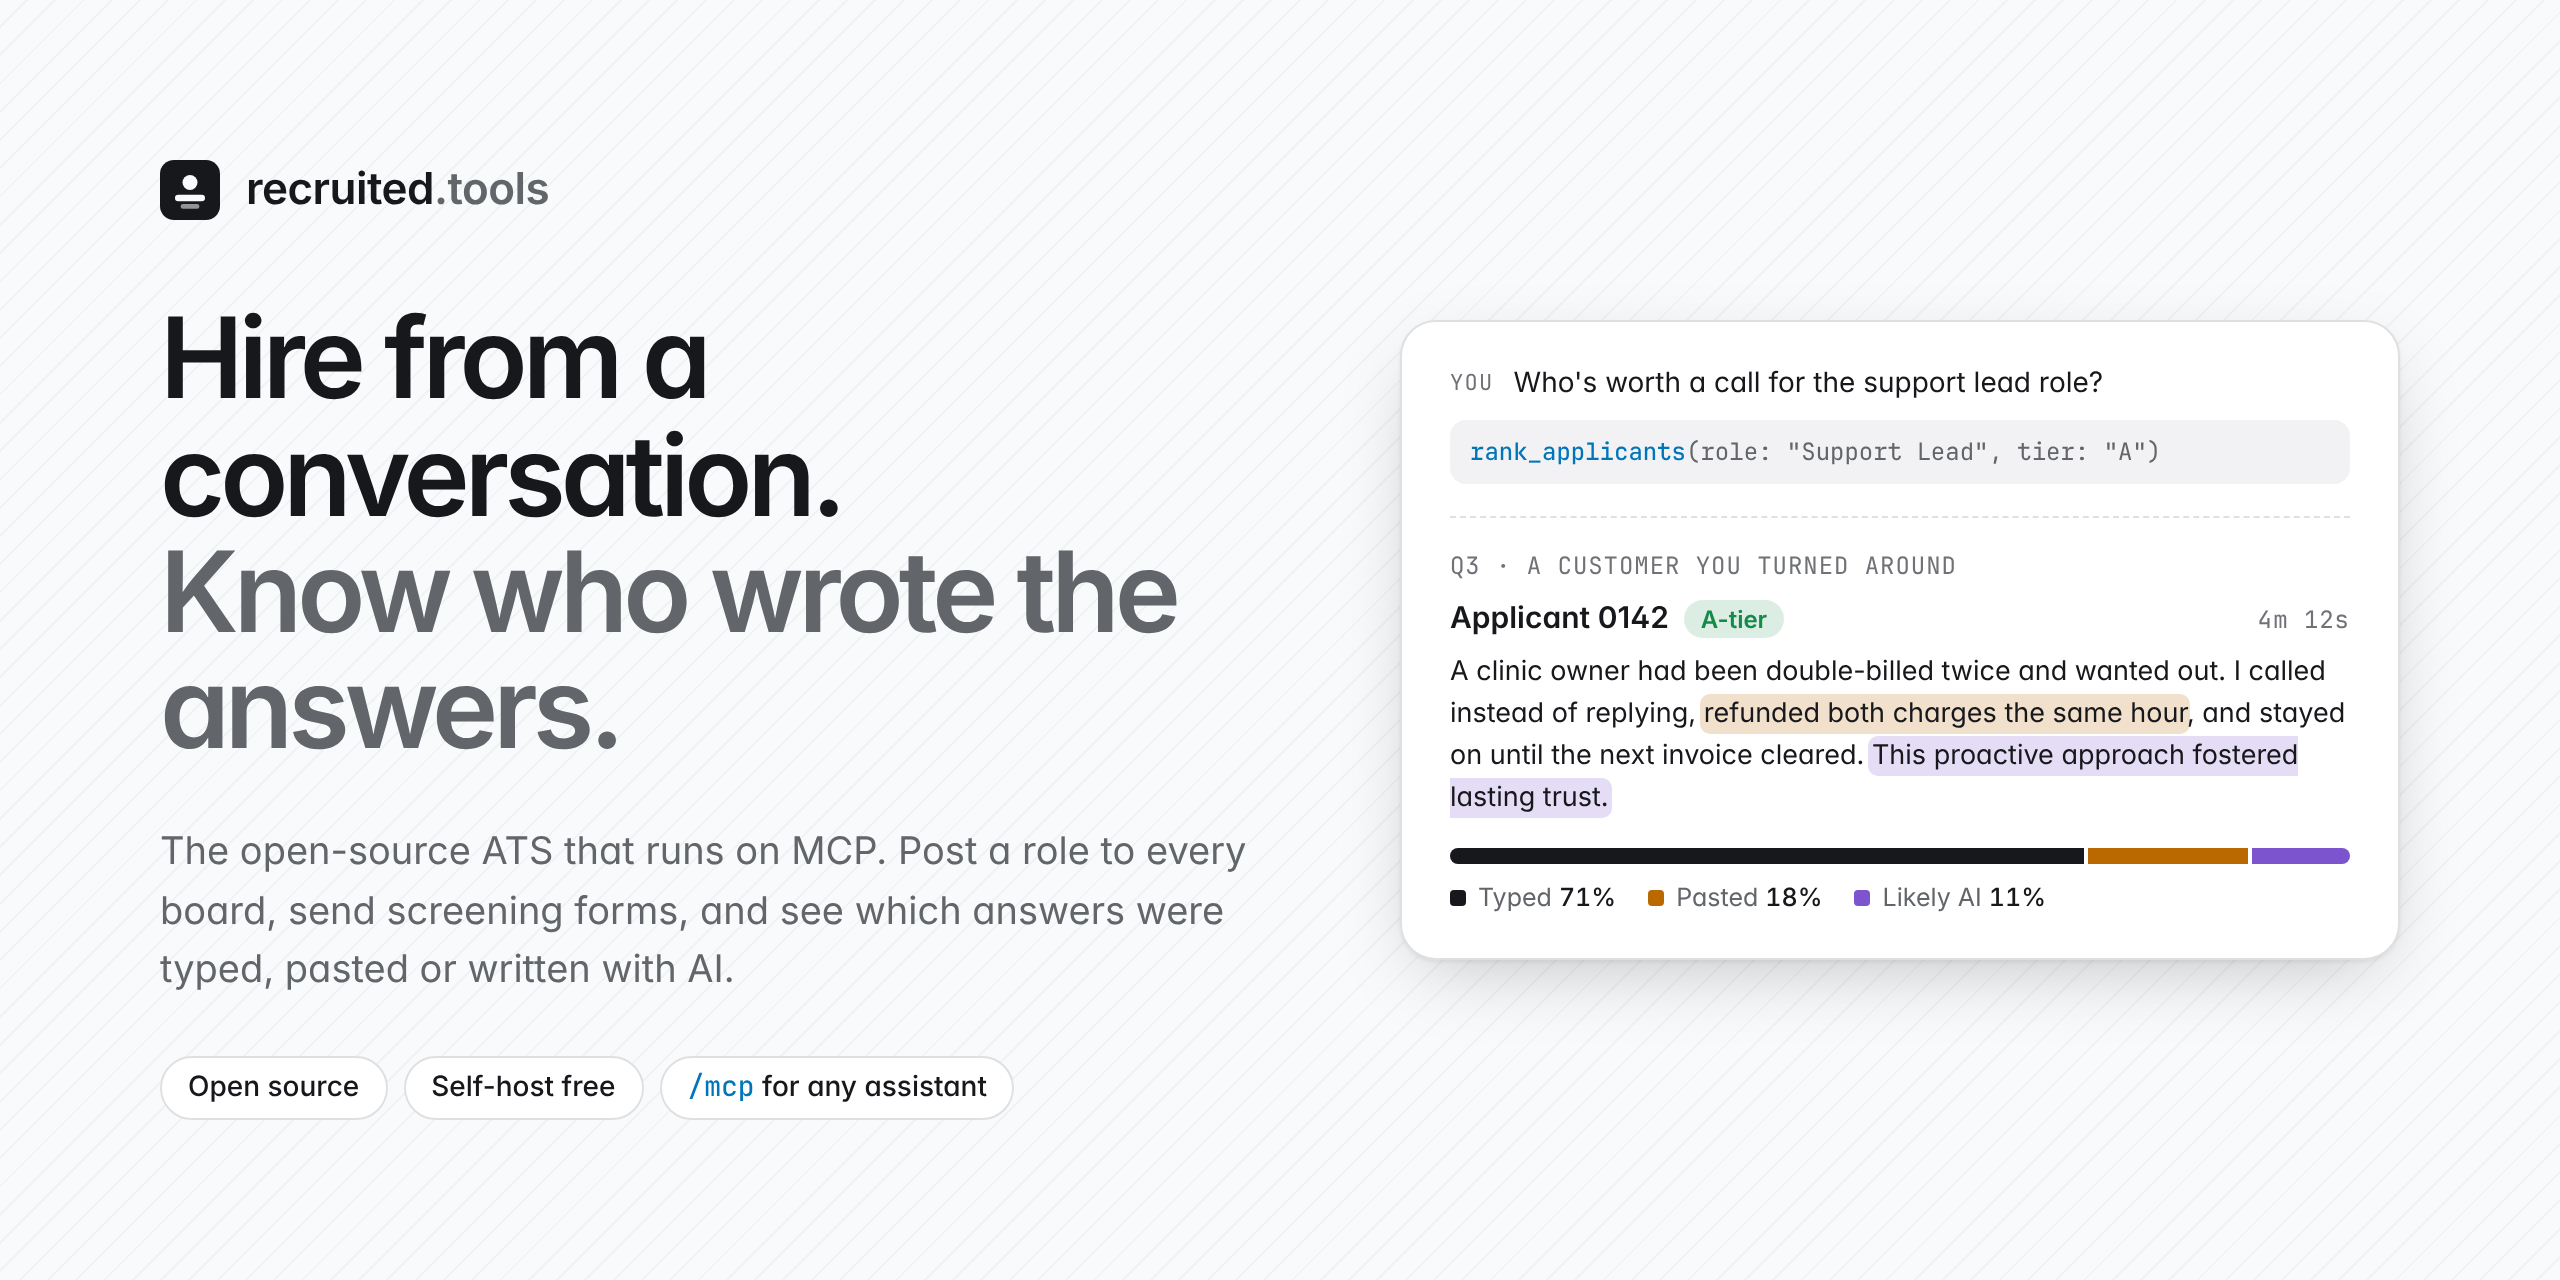 recruited.tools
Hire from a
conversation.
Know who wrote the
answers.
The open-source ATS that runs on MCP. Post a role to every
board, send screening forms, and see which answers were
typed, pasted or written with AI.
Open source
Self-host free
/mcp for any assistant
YOU Who's worth a call for the support lead role?
rank_applicants(role: "Support Lead", tier: "A")
Q3 · A CUSTOMER YOU TURNED AROUND
Applicant 0142 A-tier 4m 12s
A clinic owner had been double-billed twice and wanted out. I called
instead of replying, refunded both charges the same hour, and stayed
on until the next invoice cleared. This proactive approach fostered
lasting trust.
Typed 71% Pasted 18% Likely AI 11%